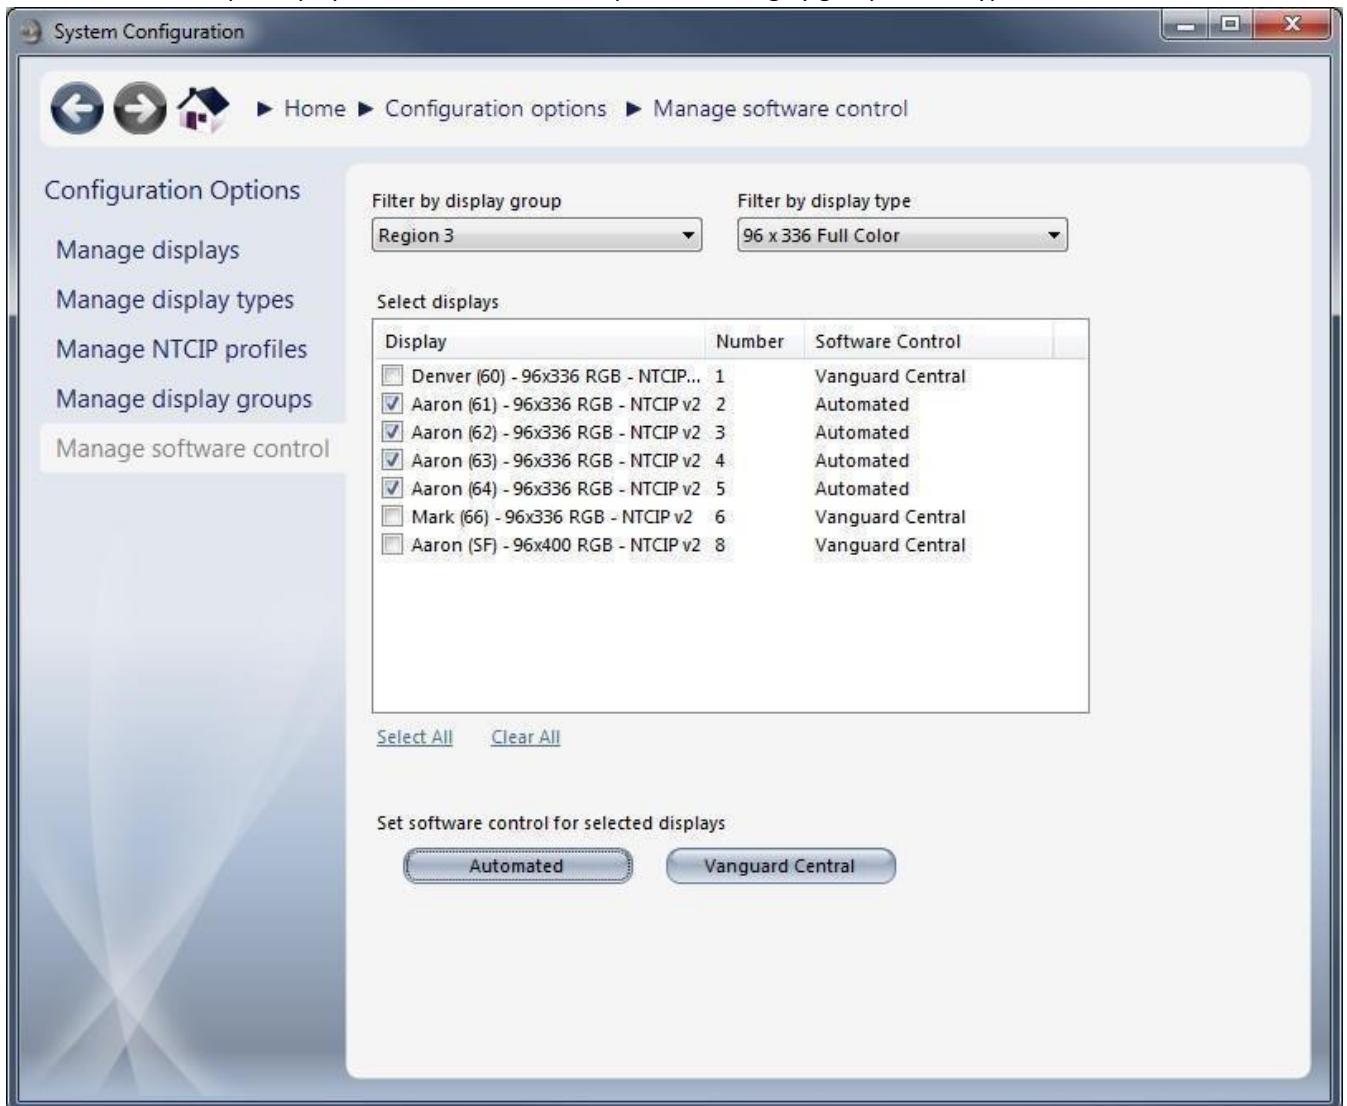 System Configuration
Home ▶ Configuration options ▶ Manage software control
Configuration Options
Manage displays
Manage display types
Manage NTCIP profiles
Manage display groups
Manage software control
Filter by display group Filter by display type
Region 3 96 x 336 Full Color
Select displays
Display Number Software Control
Denver (60) - 96x336 RGB - NTCIP... 1 Vanguard Central
Aaron (61) - 96x336 RGB - NTCIP v2 2 Automated
Aaron (62) - 96x336 RGB - NTCIP v2 3 Automated
Aaron (63) - 96x336 RGB - NTCIP v2 4 Automated
Aaron (64) - 96x336 RGB - NTCIP v2 5 Automated
Mark (66) - 96x336 RGB - NTCIP v2 6 Vanguard Central
Aaron (SF) - 96x400 RGB - NTCIP v2 8 Vanguard Central
Select All Clear All
Set software control for selected displays
Automated Vanguard Central